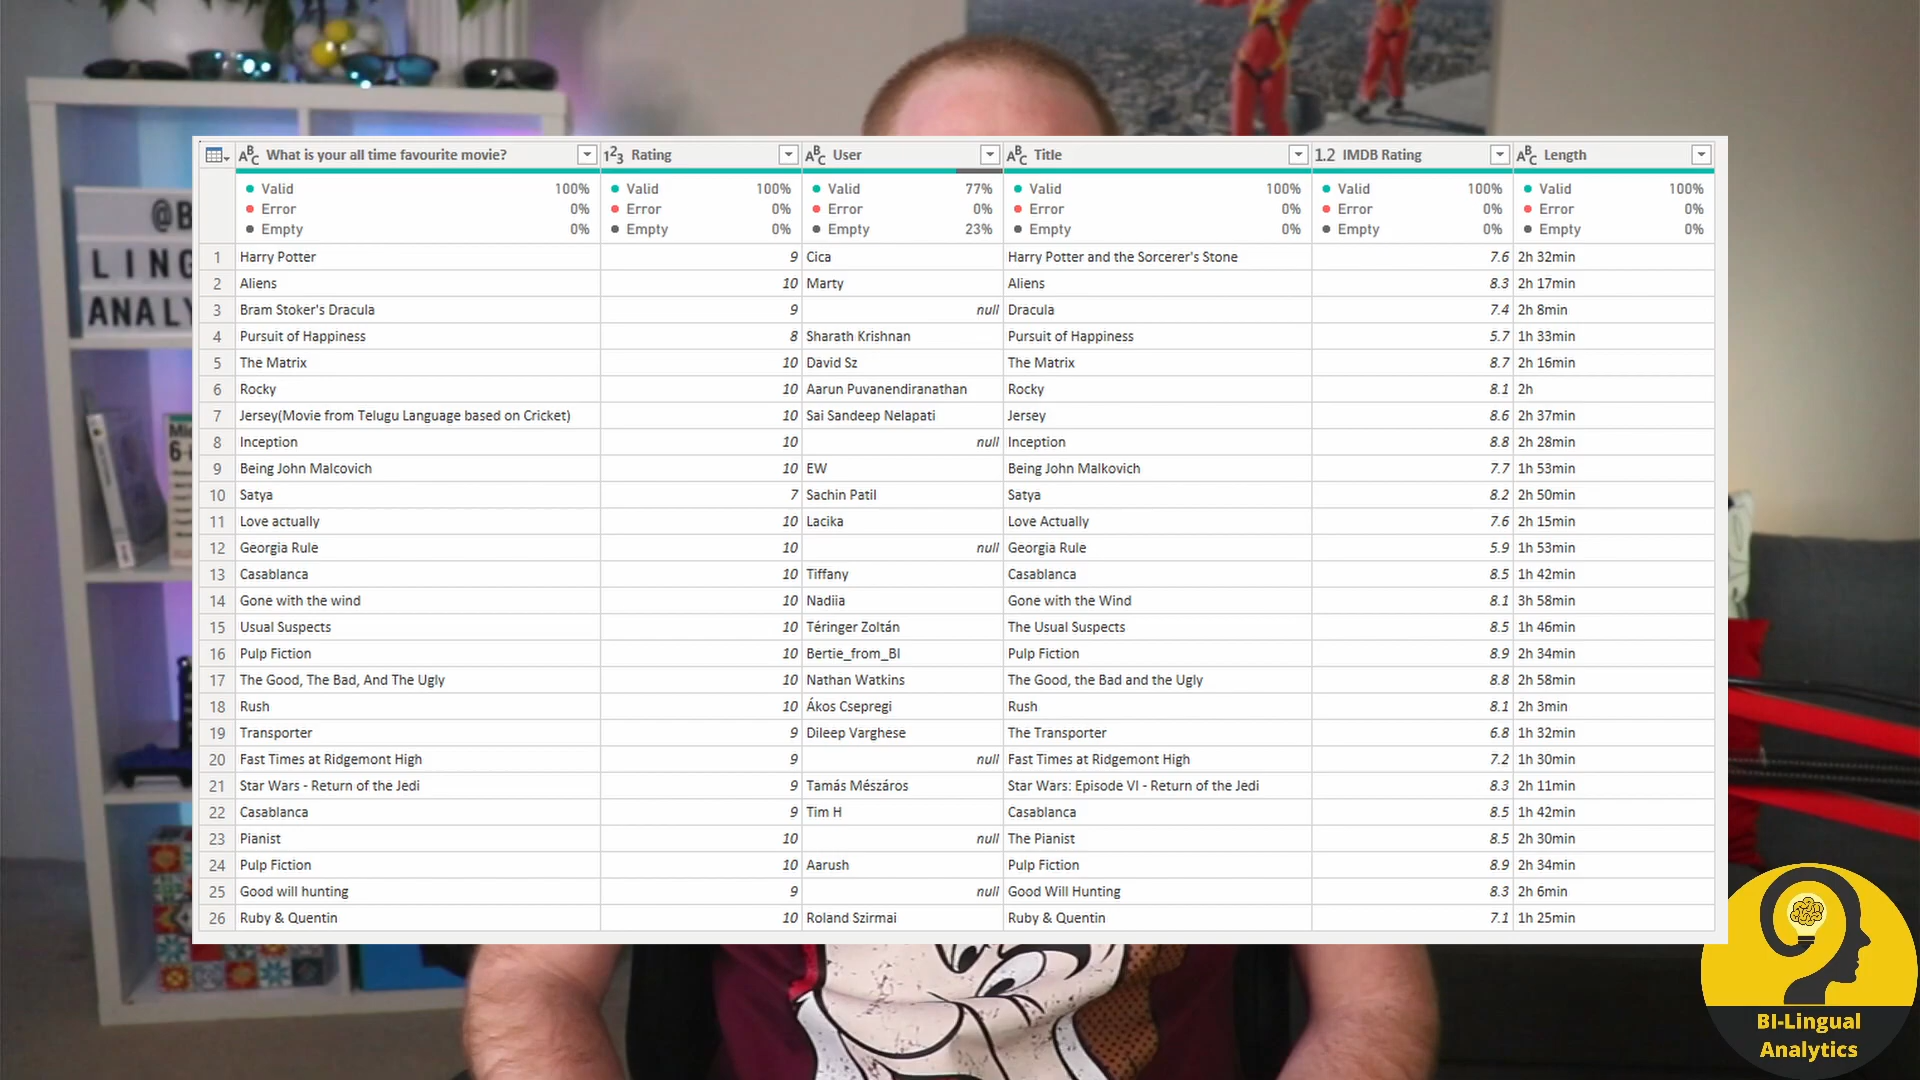 What is your all time favourite movie? Rating User Title IMDB Rating Length
Valid 100% Valid 100% Valid 77% Valid 100% Valid 100% Valid 100%
Error 0% Error 0% Error 0% Error 0% Error 0% Error 0%
Empty 0% Empty 0% Empty 23% Empty 0% Empty 0% Empty 0%
1 Harry Potter 9 Cica Harry Potter and the Sorcerer's Stone 7.6 2h 32min
2 Aliens 10 Marty Aliens 8.3 2h 17min
3 Bram Stoker's Dracula 9 null Dracula 7.4 2h 8min
4 Pursuit of Happiness 8 Sharath Krishnan Pursuit of Happiness 5.7 1h 33min
5 The Matrix 10 David Sz The Matrix 8.7 2h 16min
6 Rocky 10 Aarun Puvanendiranathan Rocky 8.1 2h
7 Jersey(Movie from Telugu Language based on Cricket) 10 Sai Sandeep Nelapati Jersey 8.6 2h 37min
8 Inception 10 null Inception 8.8 2h 28min
9 Being John Malcovich 10 EW Being John Malkovich 7.7 1h 53min
10 Satya 7 Sachin Patil Satya 8.2 2h 50min
11 Love actually 10 Lacika Love Actually 7.6 2h 15min
12 Georgia Rule 10 null Georgia Rule 5.9 1h 53min
13 Casablanca 10 Tiffany Casablanca 8.5 1h 42min
14 Gone with the wind 10 Nadiia Gone with the Wind 8.1 3h 58min
15 Usual Suspects 10 Téringer Zoltán The Usual Suspects 8.5 1h 46min
16 Pulp Fiction 10 Bertie_from_BI Pulp Fiction 8.9 2h 34min
17 The Good, The Bad, And The Ugly 10 Nathan Watkins The Good, the Bad and the Ugly 8.8 2h 58min
18 Rush 10 Ákos Csepregi Rush 8.1 2h 3min
19 Transporter 9 Dileep Varghese The Transporter 6.8 1h 32min
20 Fast Times at Ridgemont High 9 null Fast Times at Ridgemont High 7.2 1h 30min
21 Star Wars - Return of the Jedi 9 Tamás Mészáros Star Wars: Episode VI - Return of the Jedi 8.3 2h 11min
22 Casablanca 9 Tim H Casablanca 8.5 1h 42min
23 Pianist 10 null The Pianist 8.5 2h 30min
24 Pulp Fiction 10 Aarush Pulp Fiction 8.9 2h 34min
25 Good will hunting 9 null Good Will Hunting 8.3 2h 6min
26 Ruby & Quentin 10 Roland Szirmai Ruby & Quentin 7.1 1h 25min
@B
LING
ANALY
BI-Lingual
Analytics